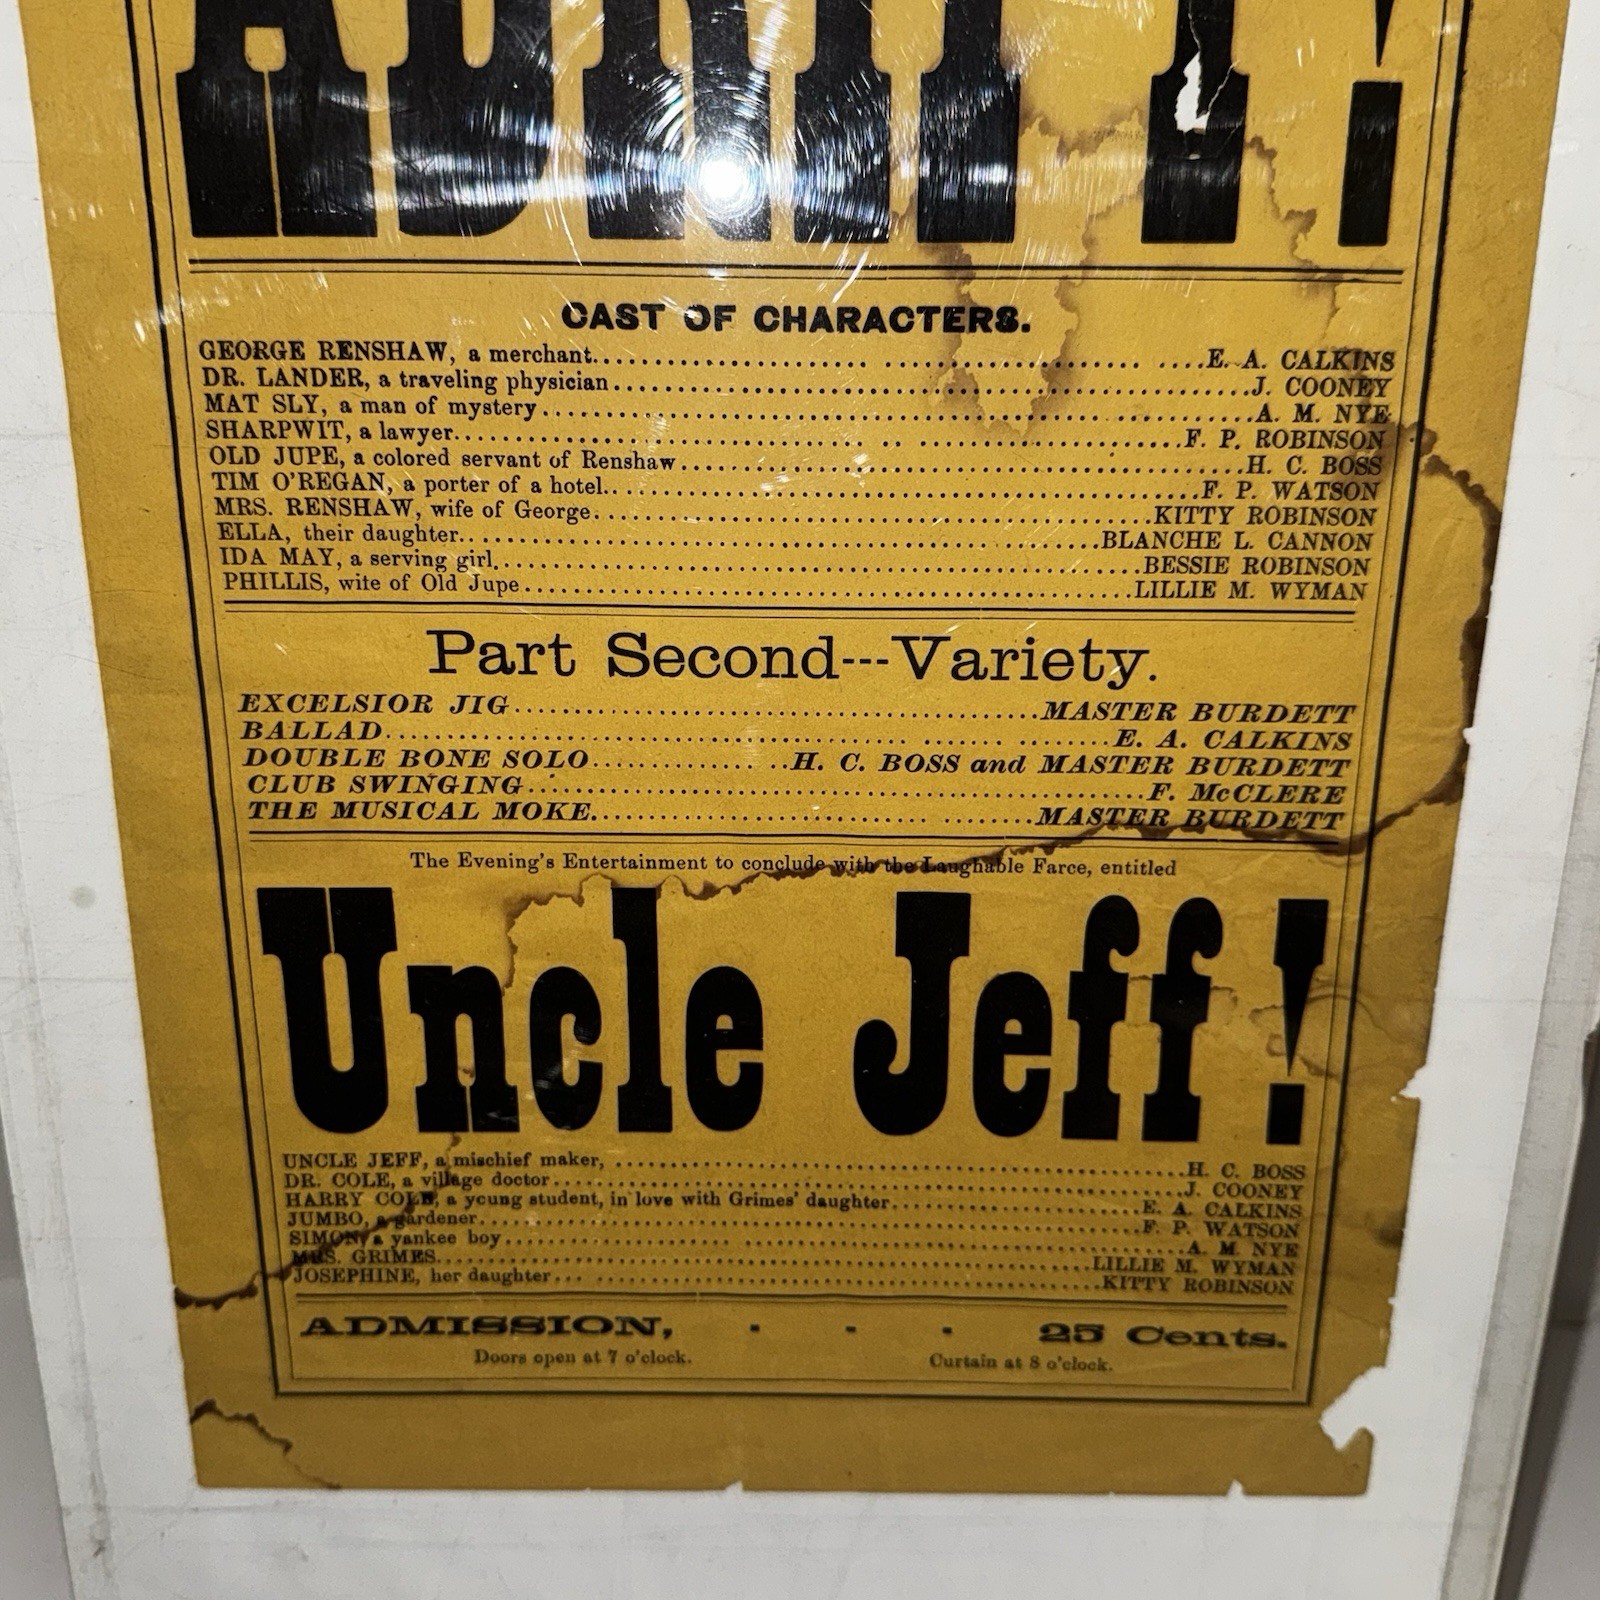 ADRIFT!
CAST OF CHARACTERS.
GEORGE RENSHAW, a merchant.......E. A. CALKINS
DR. LANDER, a traveling physician.......J. COONEY
MAT SLY, a man of mystery.......A. M. NYE
SHARPWIT, a lawyer.......F. P. ROBINSON
OLD JUPE, a colored servant of Renshaw.......H. C. BOSS
TIM O'REGAN, a porter of a hotel.......F. P. WATSON
MRS. RENSHAW, wife of George.......KITTY ROBINSON
ELLA, their daughter.......BLANCHE L. CANNON
IDA MAY, a serving girl.......BESSIE ROBINSON
PHILLIS, wite of Old Jupe.......LILLIE M. WYMAN
Part Second---Variety.
EXCELSIOR JIG.......MASTER BURDETT
BALLAD.......E. A. CALKINS
DOUBLE BONE SOLO.......H. C. BOSS and MASTER BURDETT
CLUB SWINGING.......F. McCLERE
THE MUSICAL MOKE.......MASTER BURDETT
The Evening's Entertainment to conclude with the Laughable Farce, entitled
Uncle Jeff!
UNCLE JEFF, a mischief maker, .......H. C. BOSS
DR. COLE, a village doctor.......J. COONEY
HARRY COLE, a young student, in love with Grimes' daughter.......E. A. CALKINS
JUMBO, a gardener.......F. P. WATSON
SIMON, a yankee boy.......A. M. NYE
MRS. GRIMES.......LILLIE M. WYMAN
JOSEPHINE, her daughter.......KITTY ROBINSON
ADMISSION, - - - 25 Cents.
Doors open at 7 o'clock. Curtain at 8 o'clock.